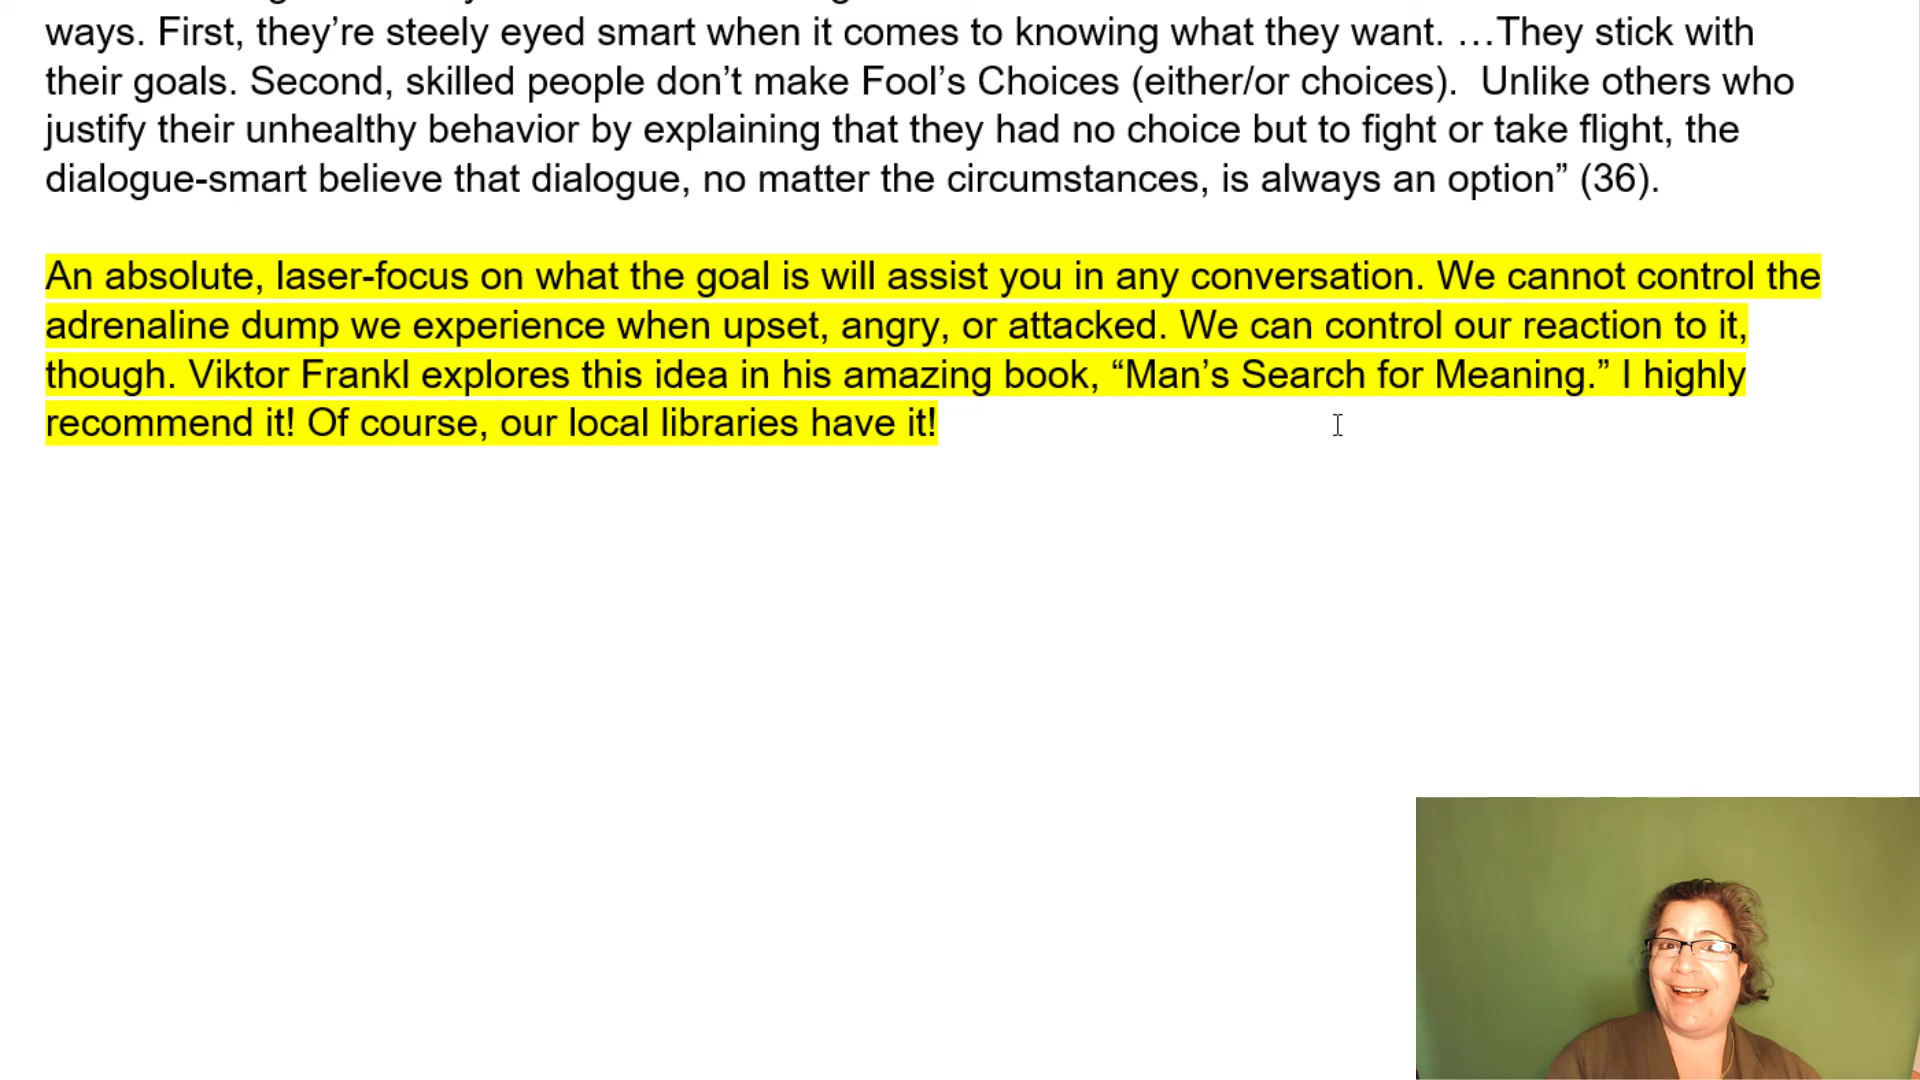 ways. First, they’re steely eyed smart when it comes to knowing what they want. …They stick with
their goals. Second, skilled people don’t make Fool’s Choices (either/or choices).  Unlike others who
justify their unhealthy behavior by explaining that they had no choice but to fight or take flight, the
dialogue-smart believe that dialogue, no matter the circumstances, is always an option” (36).
An absolute, laser-focus on what the goal is will assist you in any conversation. We cannot control the
adrenaline dump we experience when upset, angry, or attacked. We can control our reaction to it,
though. Viktor Frankl explores this idea in his amazing book, “Man’s Search for Meaning.” I highly
recommend it! Of course, our local libraries have it!